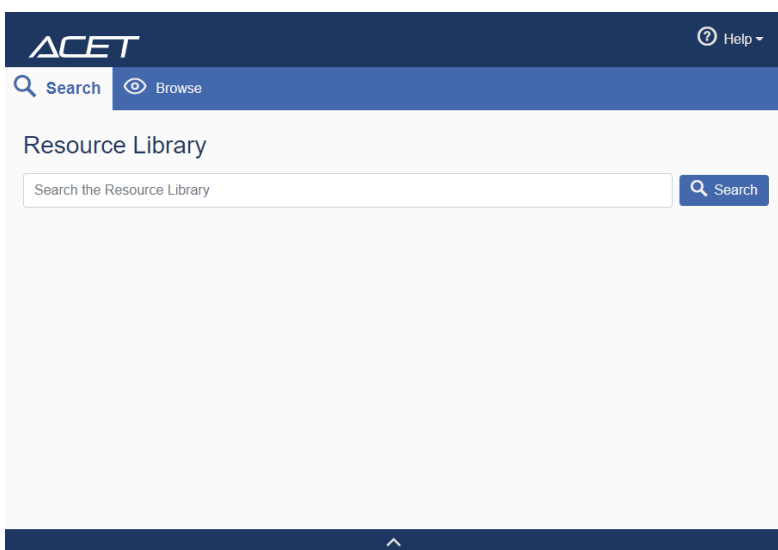 ACET
Help
Search
Browse
Resource Library
Search the Resource Library
Search